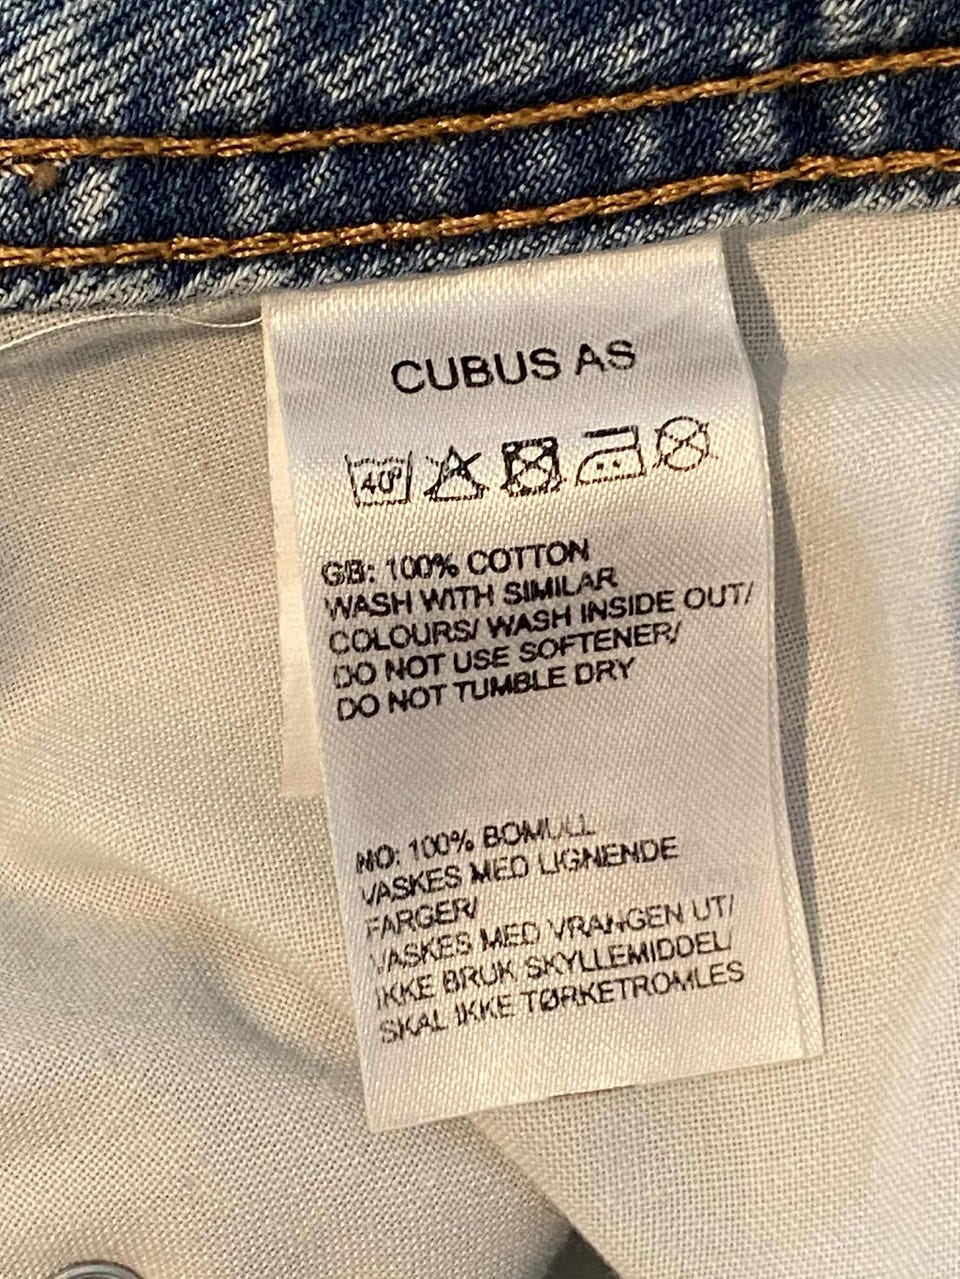 CUBUS AS
40°
GB: 100% COTTON
WASH WITH SIMILAR
COLOURS/ WASH INSIDE OUT/
DO NOT USE SOFTENER/
DO NOT TUMBLE DRY
NO: 100% BOMULL
VASKES MED LIGNENDE
FARGER/
VASKES MED VRANGEN UT/
IKKE BRUK SKYLLEMIDDEL/
SKAL IKKE TØRKETROMLES